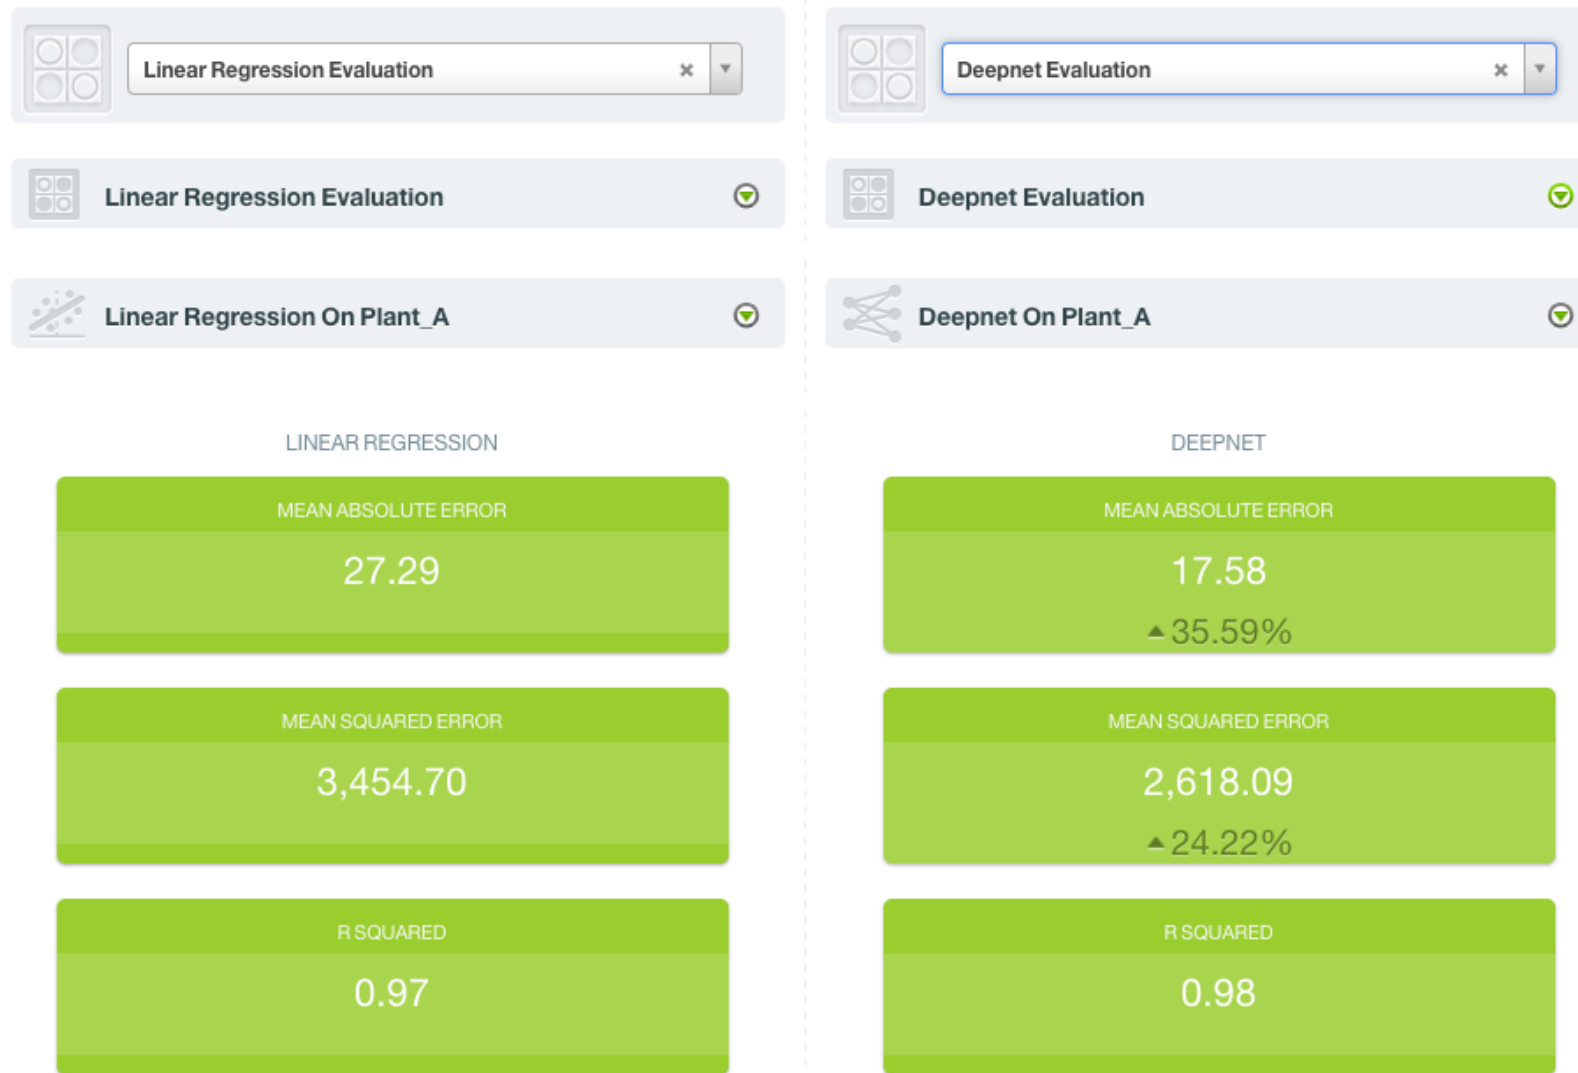 Linear Regression Evaluation
Linear Regression Evaluation
Linear Regression On Plant_A
LINEAR REGRESSION
MEAN ABSOLUTE ERROR
27.29
MEAN SQUARED ERROR
3,454.70
R SQUARED
0.97
Deepnet Evaluation
Deepnet Evaluation
Deepnet On Plant_A
DEEPNET
MEAN ABSOLUTE ERROR
17.58
35.59%
MEAN SQUARED ERROR
2,618.09
24.22%
R SQUARED
0.98